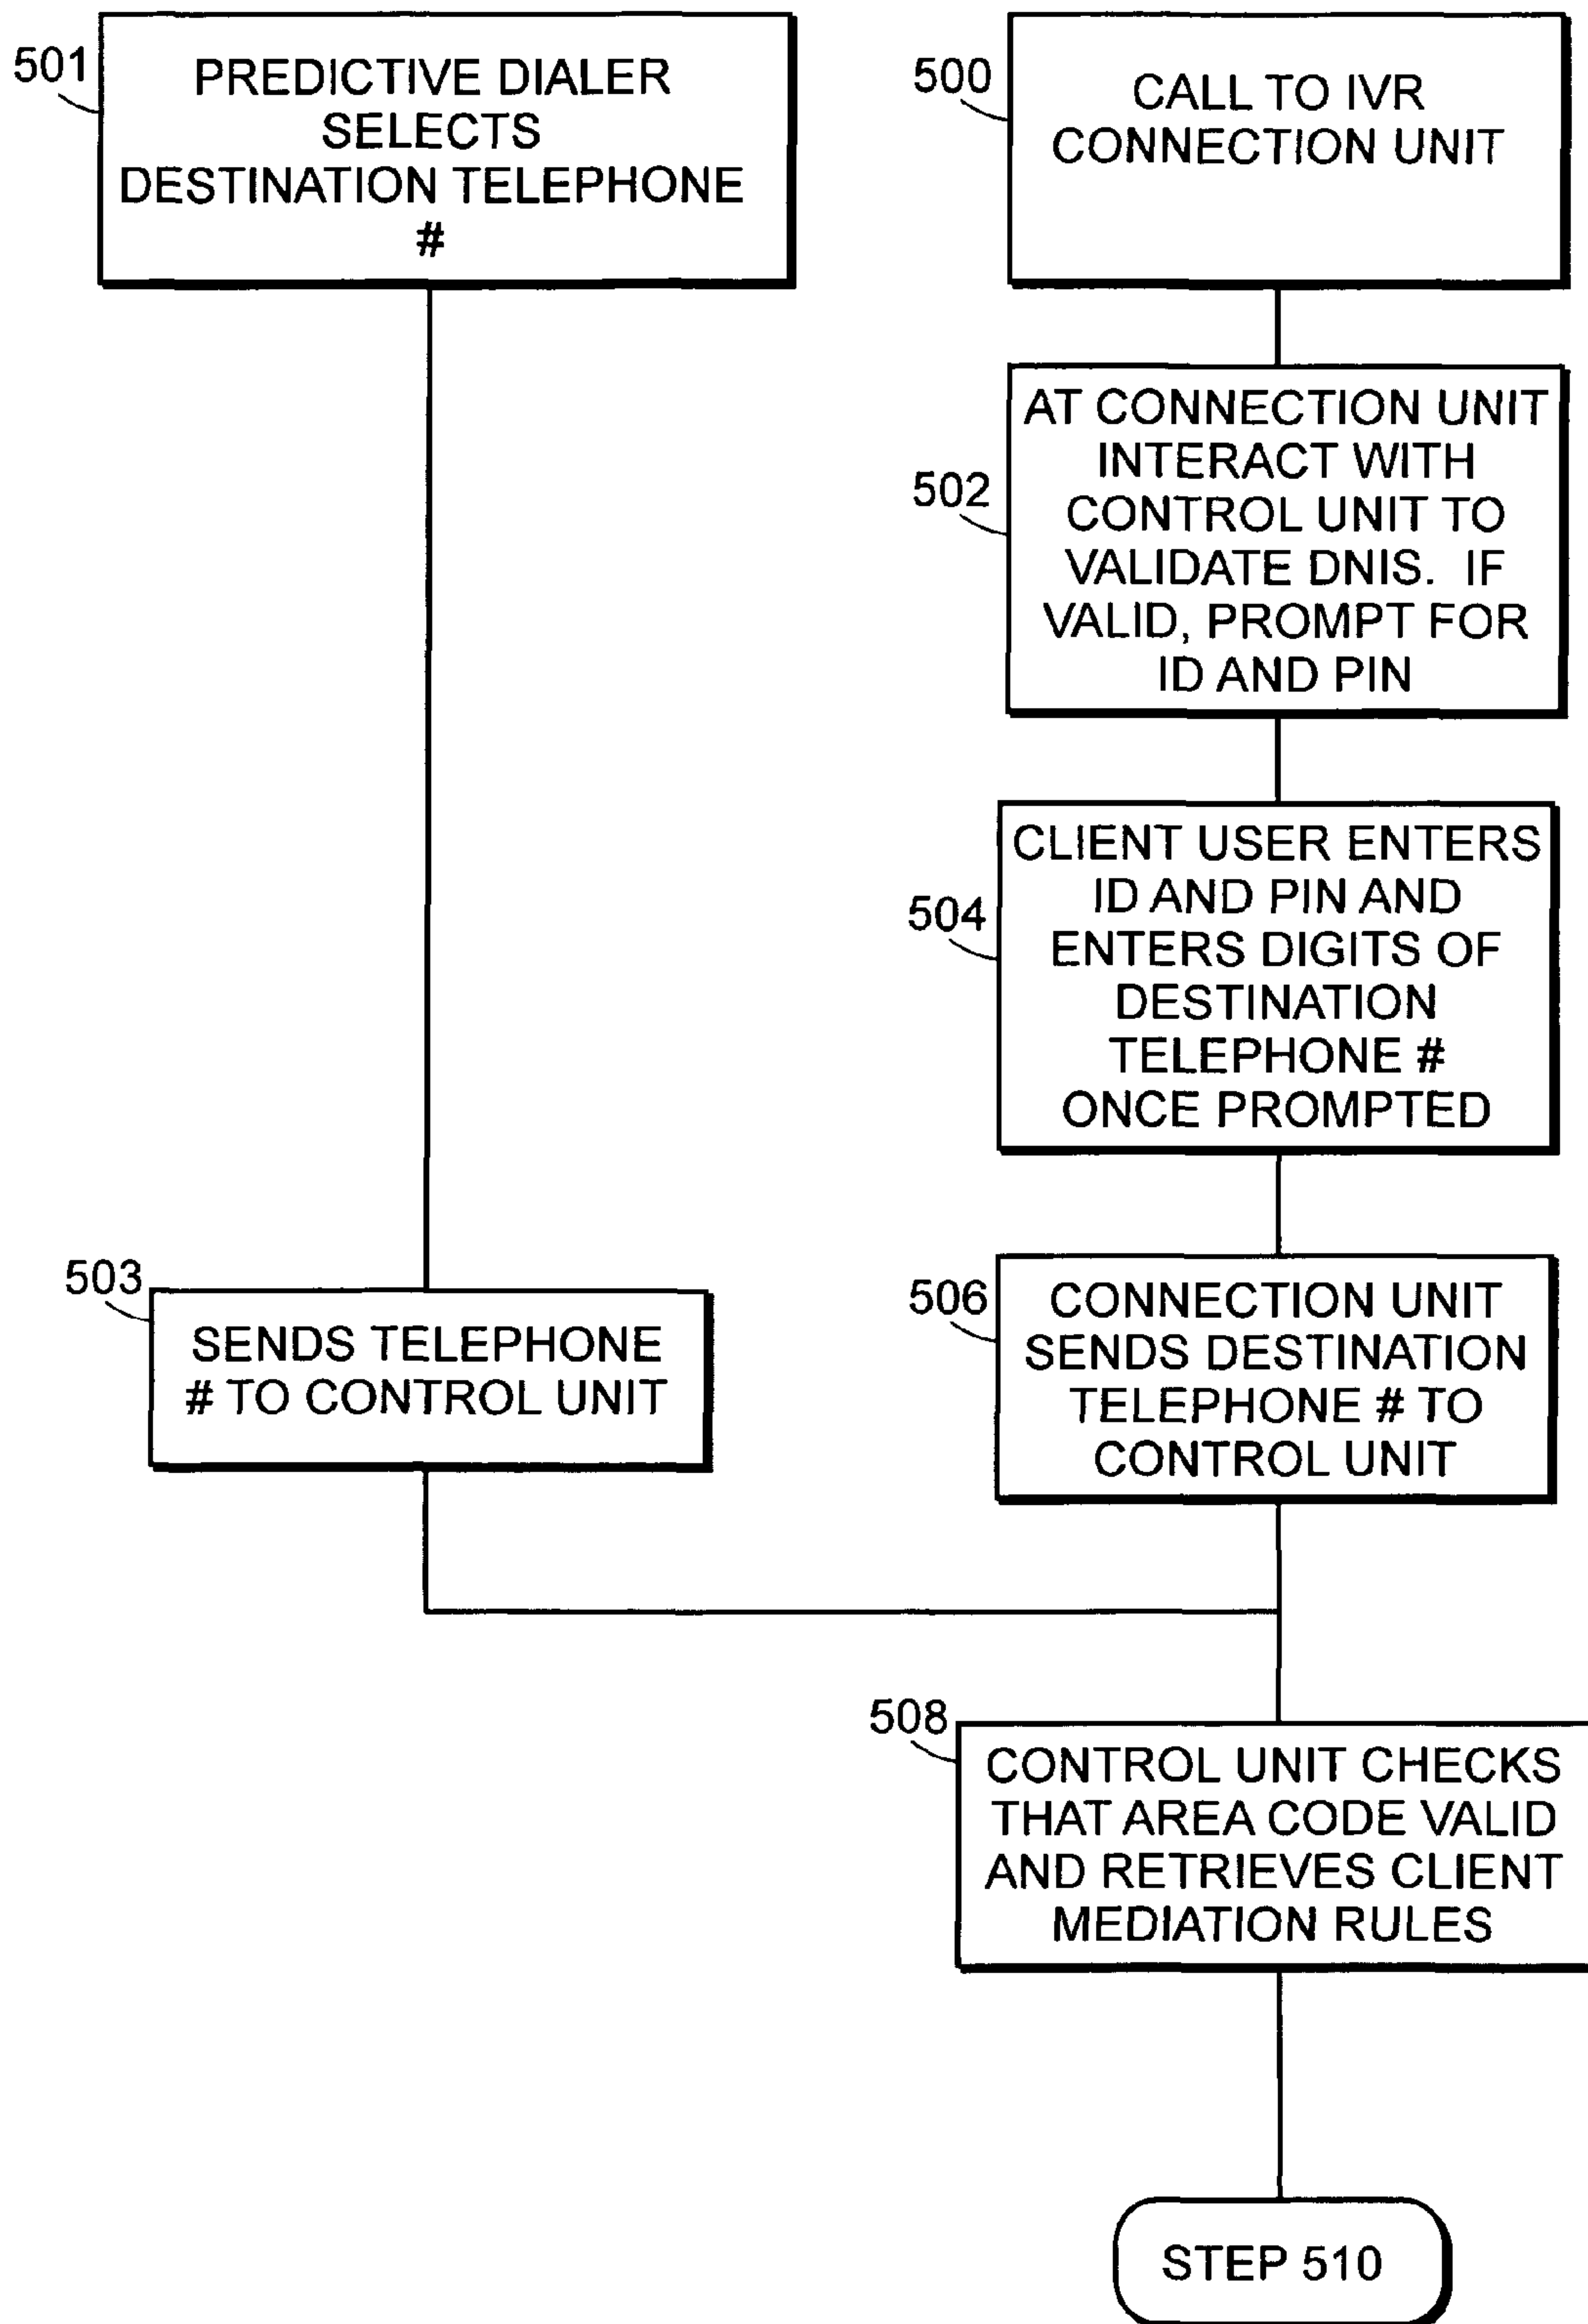 501
PREDICTIVE DIALER
SELECTS
DESTINATION TELEPHONE
#
500
CALL TO IVR
CONNECTION UNIT
502
AT CONNECTION UNIT
INTERACT WITH
CONTROL UNIT TO
VALIDATE DNIS. IF
VALID, PROMPT FOR
ID AND PIN
504
CLIENT USER ENTERS
ID AND PIN AND
ENTERS DIGITS OF
DESTINATION
TELEPHONE #
ONCE PROMPTED
503
SENDS TELEPHONE
# TO CONTROL UNIT
506
CONNECTION UNIT
SENDS DESTINATION
TELEPHONE # TO
CONTROL UNIT
508
CONTROL UNIT CHECKS
THAT AREA CODE VALID
AND RETRIEVES CLIENT
MEDIATION RULES
STEP 510